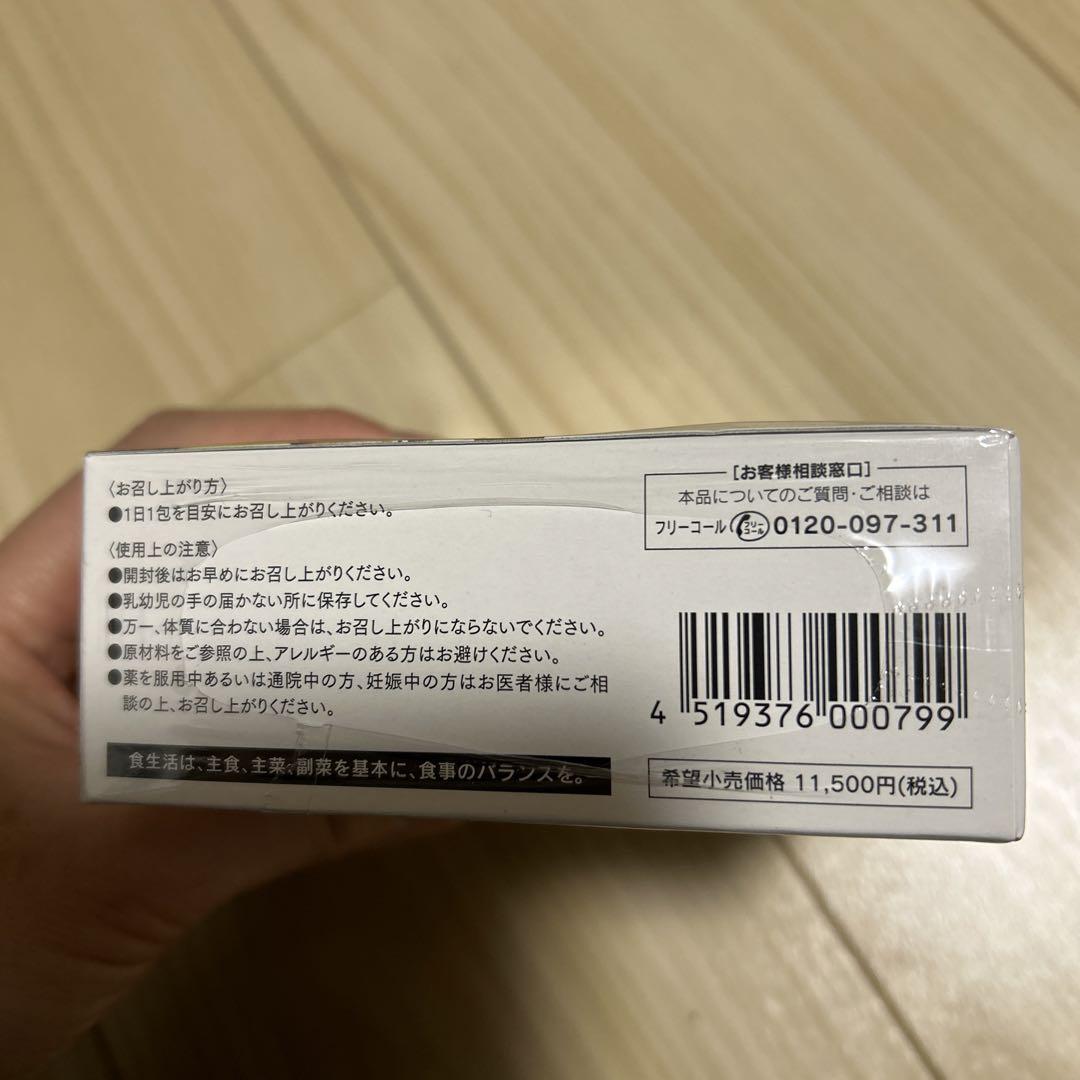 〈お召し上がり方〉
●1日1包を目安にお召し上がりください。
〈使用上の注意〉
●開封後はお早めにお召し上がりください。
●乳幼児の手の届かない所に保存してください。
●万一、体質に合わない場合は、お召し上がりにならないでください。
●原材料をご参照の上、アレルギーのある方はお避けください。
●薬を服用中あるいは通院中の方、妊娠中の方はお医者様にご相
談の上、お召し上がりください。
食生活は、主食、主菜、副菜を基本に、食事のバランスを。
[お客様相談窓口]
本品についてのご質問・ご相談は
フリーコール フリーコール 0120-097-311
4 519376 000799
希望小売価格 11,500円(税込)